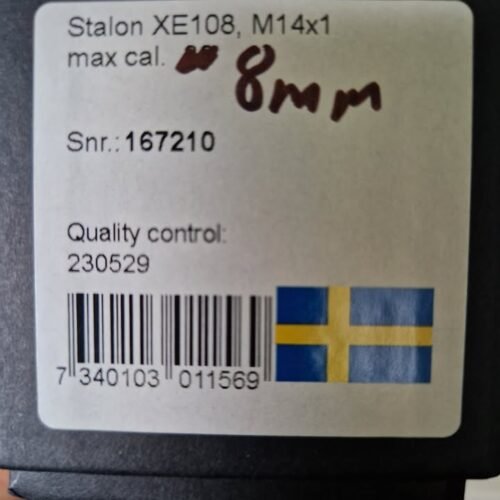 Stalon XE108, M14x1
max cal. 8mm
Snr.: 167210
Quality control:
230529
7 340103 011569